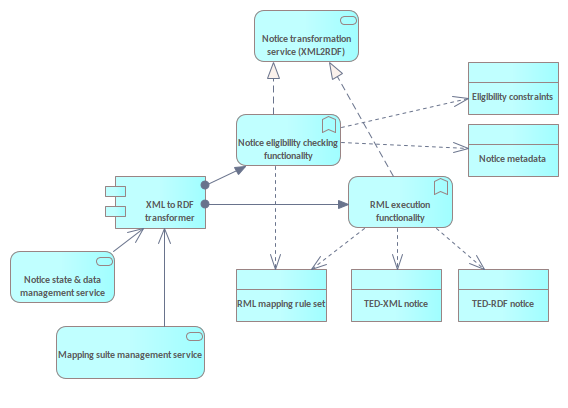 Notice transformation
service (XML2RDF)
Eligibility constraints
Notice eligibility checking
functionality
Notice metadata
XML to RDF
transformer
RML execution
functionality
Notice state & data
management service
RML mapping rule set
TED-XML notice
TED-RDF notice
Mapping suite management service